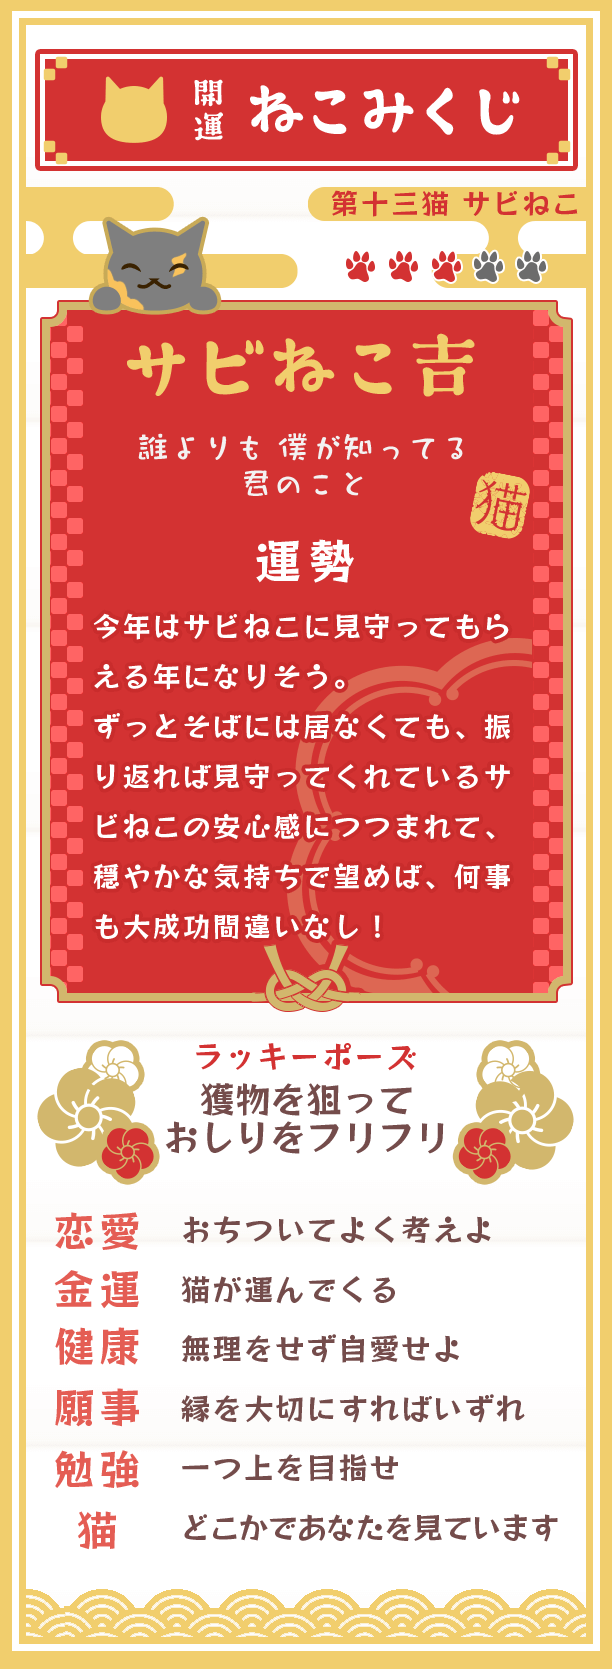 開運 ねこみくじ
第十三猫 サビねこ
サビねこ吉
誰よりも 僕が知ってる
君のこと
猫
運勢
今年はサビねこに見守ってもら
える年になりそう。
ずっとそばには居なくても、振
り返れば見守ってくれているサ
ビねこの安心感につつまれて、
穏やかな気持ちで望めば、何事
も大成功間違いなし！
ラッキーポーズ
獲物を狙って
おしりをフリフリ
恋愛 おちついてよく考えよ
金運 猫が運んでくる
健康 無理をせず自愛せよ
願事 縁を大切にすればいずれ
勉強 一つ上を目指せ
猫 どこかであなたを見ています